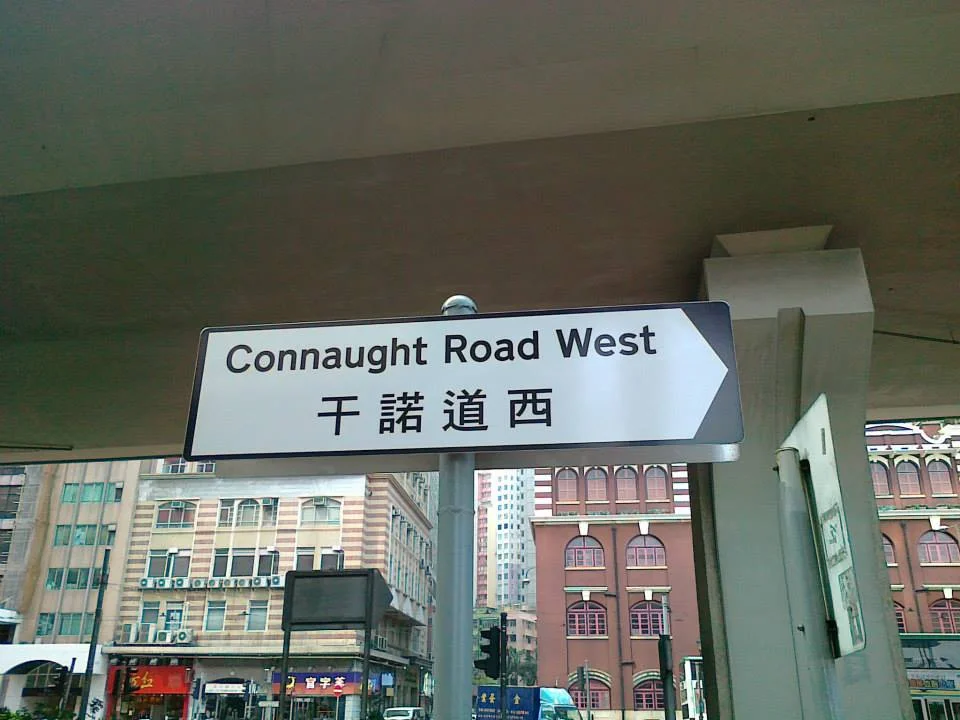 Connaught Road West
干諾道西